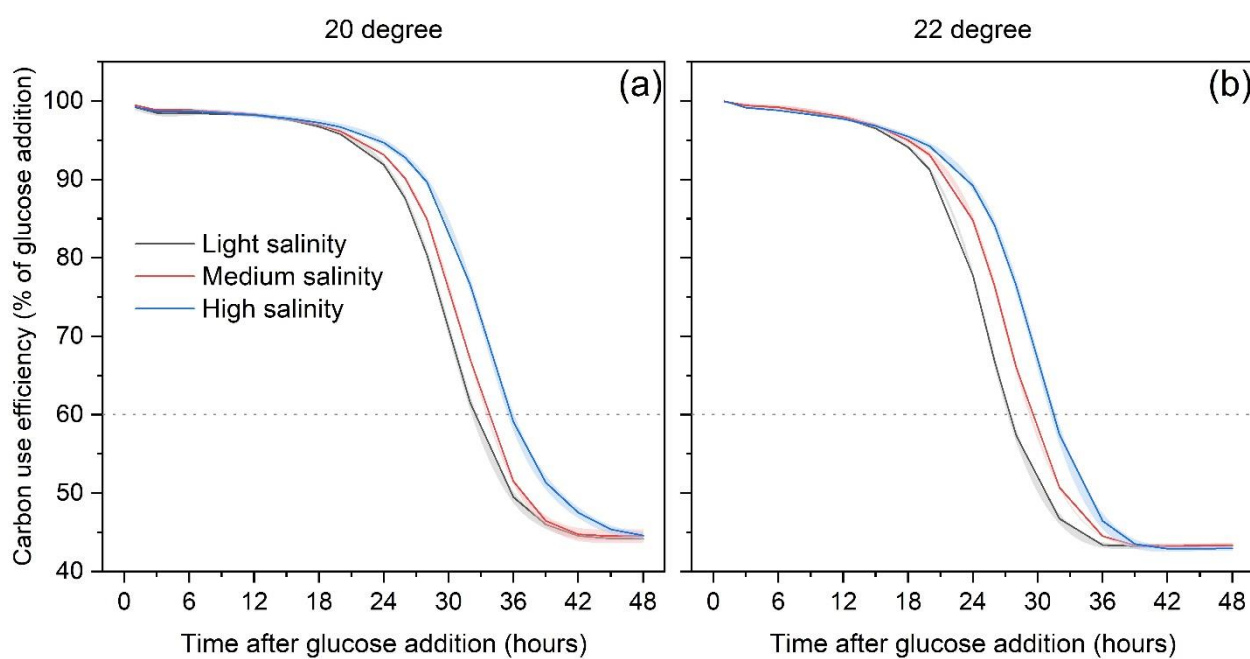 20 degree
22 degree
(a)
(b)
Carbon use efficiency (% of glucose addition)
100
90
80
70
60
50
40
Light salinity
Medium salinity
High salinity
0 6 12 18 24 30 36 42 48
0 6 12 18 24 30 36 42 48
Time after glucose addition (hours)
Time after glucose addition (hours)